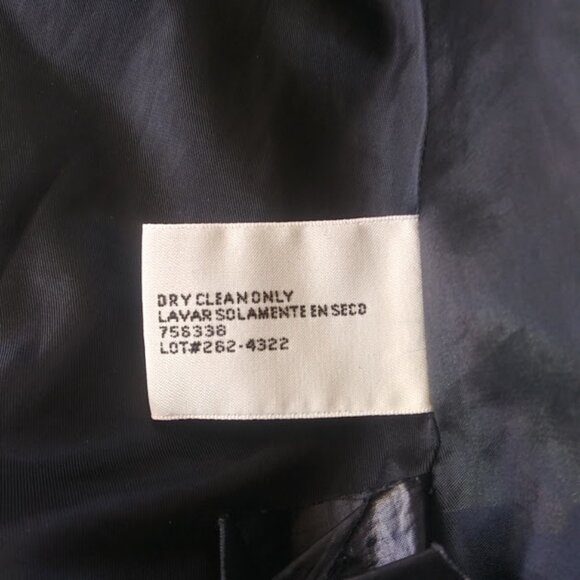 DRY CLEAN ONLY
LAVAR SOLAMENTE EN SECO
756338
LOT#262-4322